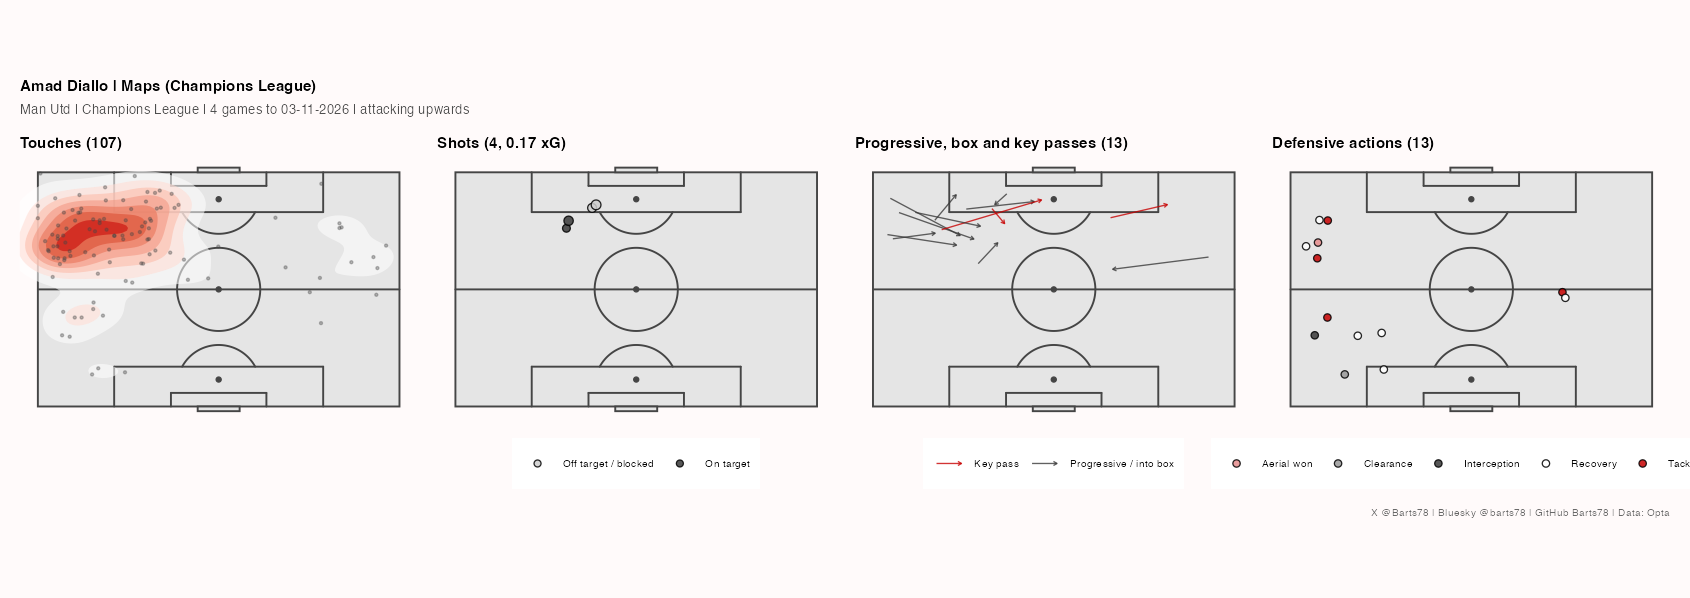 Amad Diallo | Maps (Champions League)
Man Utd | Champions League | 4 games to 03-11-2026 | attacking upwards
Touches (107)
Shots (4, 0.17 xG)
Progressive, box and key passes (13)
Defensive actions (13)
Off target / blocked
On target
Key pass
Progressive / into box
Aerial won
Clearance
Interception
Recovery
Tack
X @Barts78 | Bluesky @barts78 | GitHub Barts78 | Data: Opta